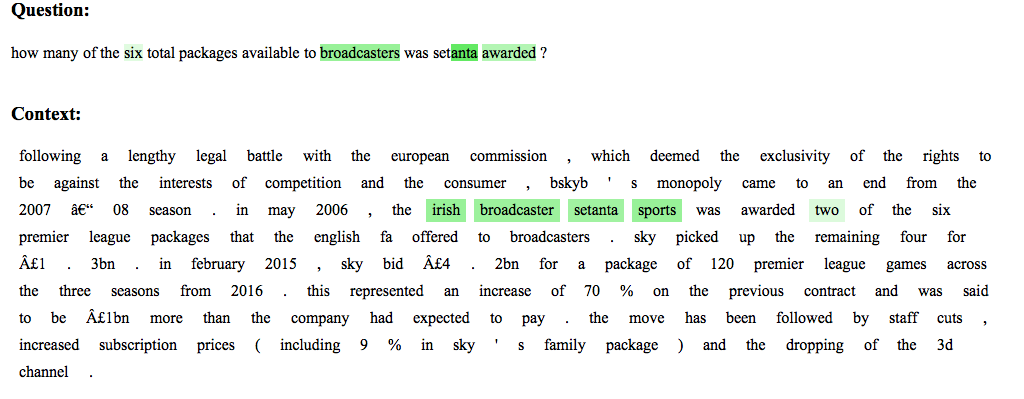 Question:
how many of the six total packages available to broadcasters was setanta awarded ?
Context:
following a lengthy legal battle with the european commission , which deemed the exclusivity of the rights to
be against the interests of competition and the consumer , bskyb ' s monopoly came to an end from the
2007 â€“ 08 season . in may 2006 , the irish broadcaster setanta sports was awarded two of the six
premier league packages that the english fa offered to broadcasters . sky picked up the remaining four for
Â£1 . 3bn . in february 2015 , sky bid Â£4 . 2bn for a package of 120 premier league games across
the three seasons from 2016 . this represented an increase of 70 % on the previous contract and was said
to be Â£1bn more than the company had expected to pay . the move has been followed by staff cuts ,
increased subscription prices ( including 9 % in sky ' s family package ) and the dropping of the 3d
channel .